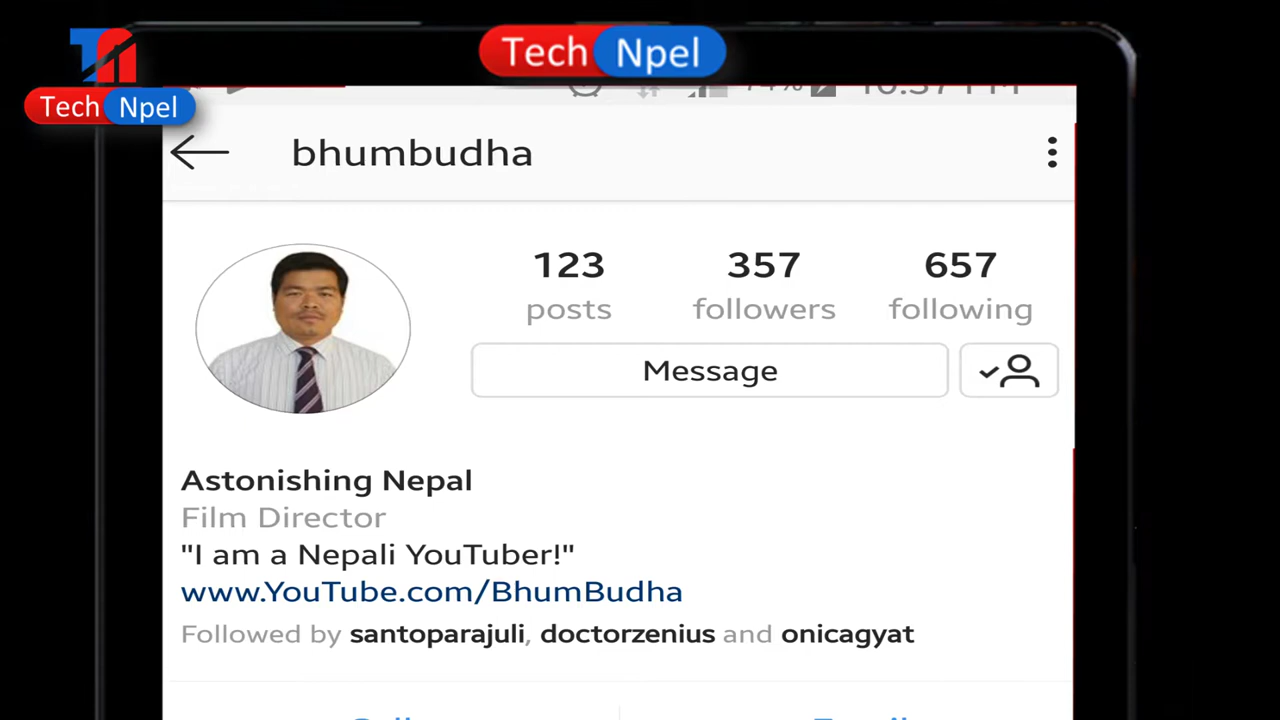 Tech Npel
Tech Npel
bhumbudha
123 357 657
posts followers following
Message
Astonishing Nepal
Film Director
"I am a Nepali YouTuber!"
www.YouTube.com/BhumBudha
Followed by santoparajuli, doctorzenius and onicagyat